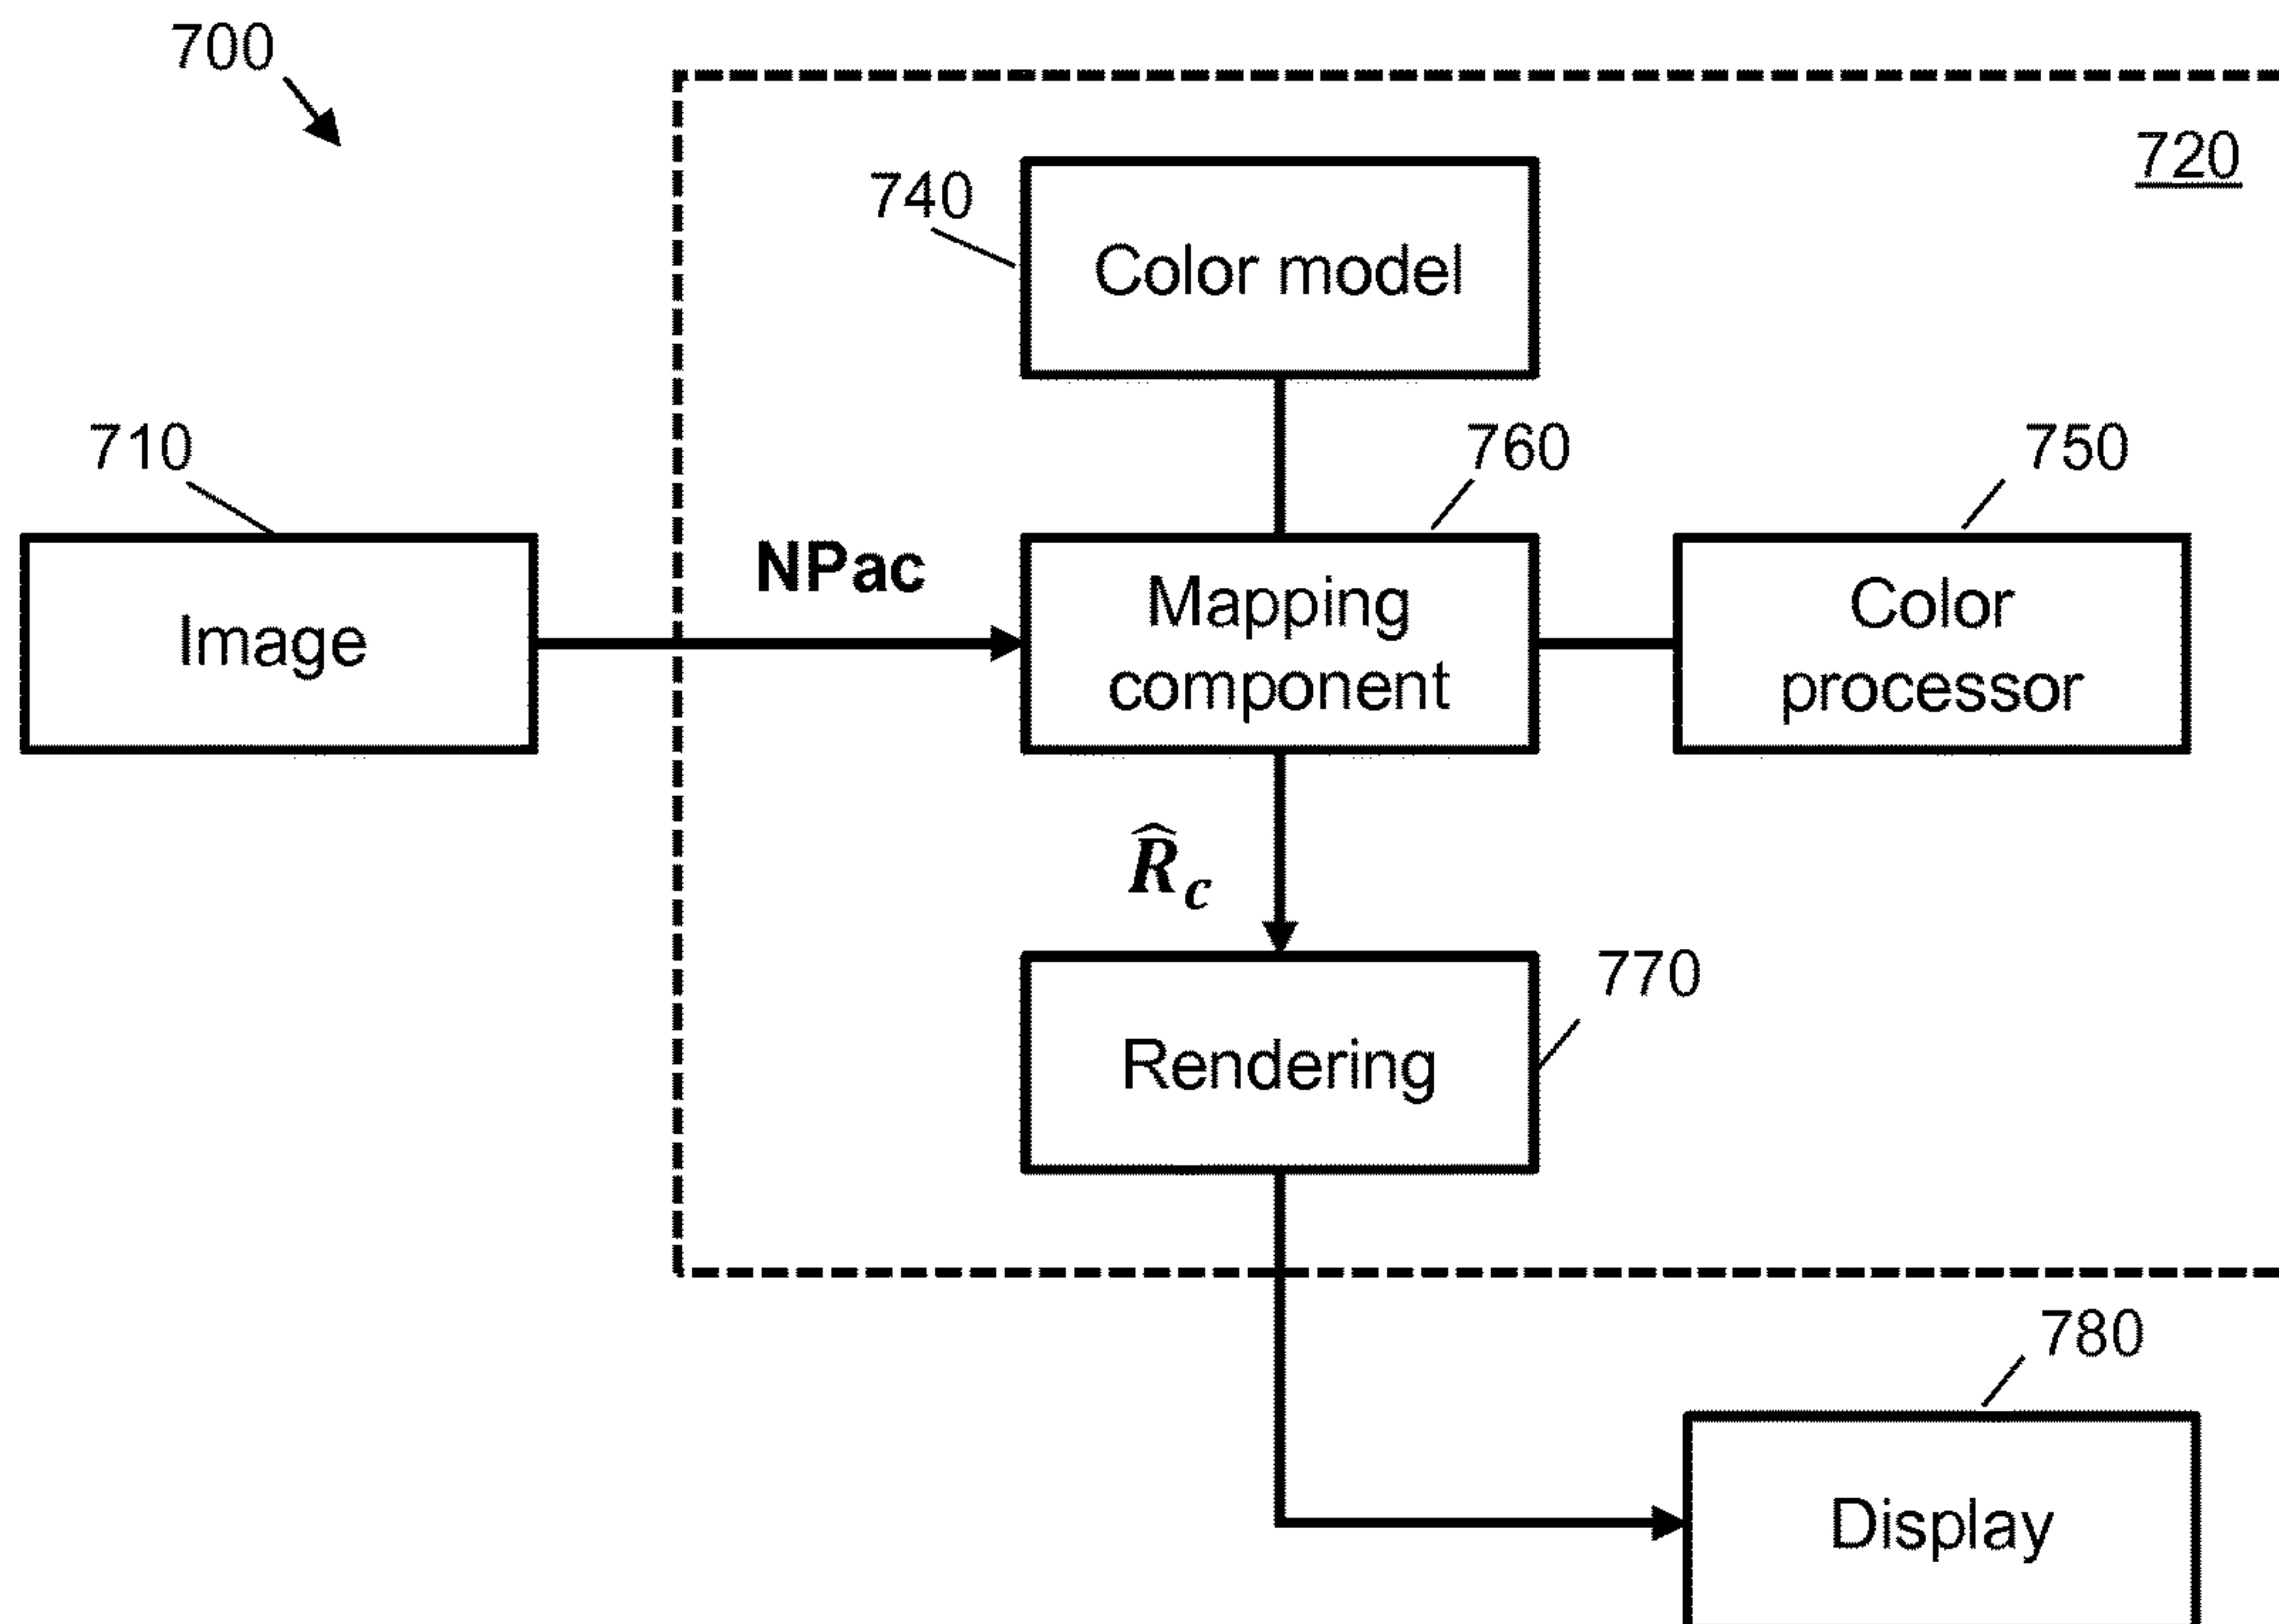 700
720
740
Color model
710
760
750
Image
NPac
Mapping
component
Color
processor
R̂c
770
Rendering
780
Display